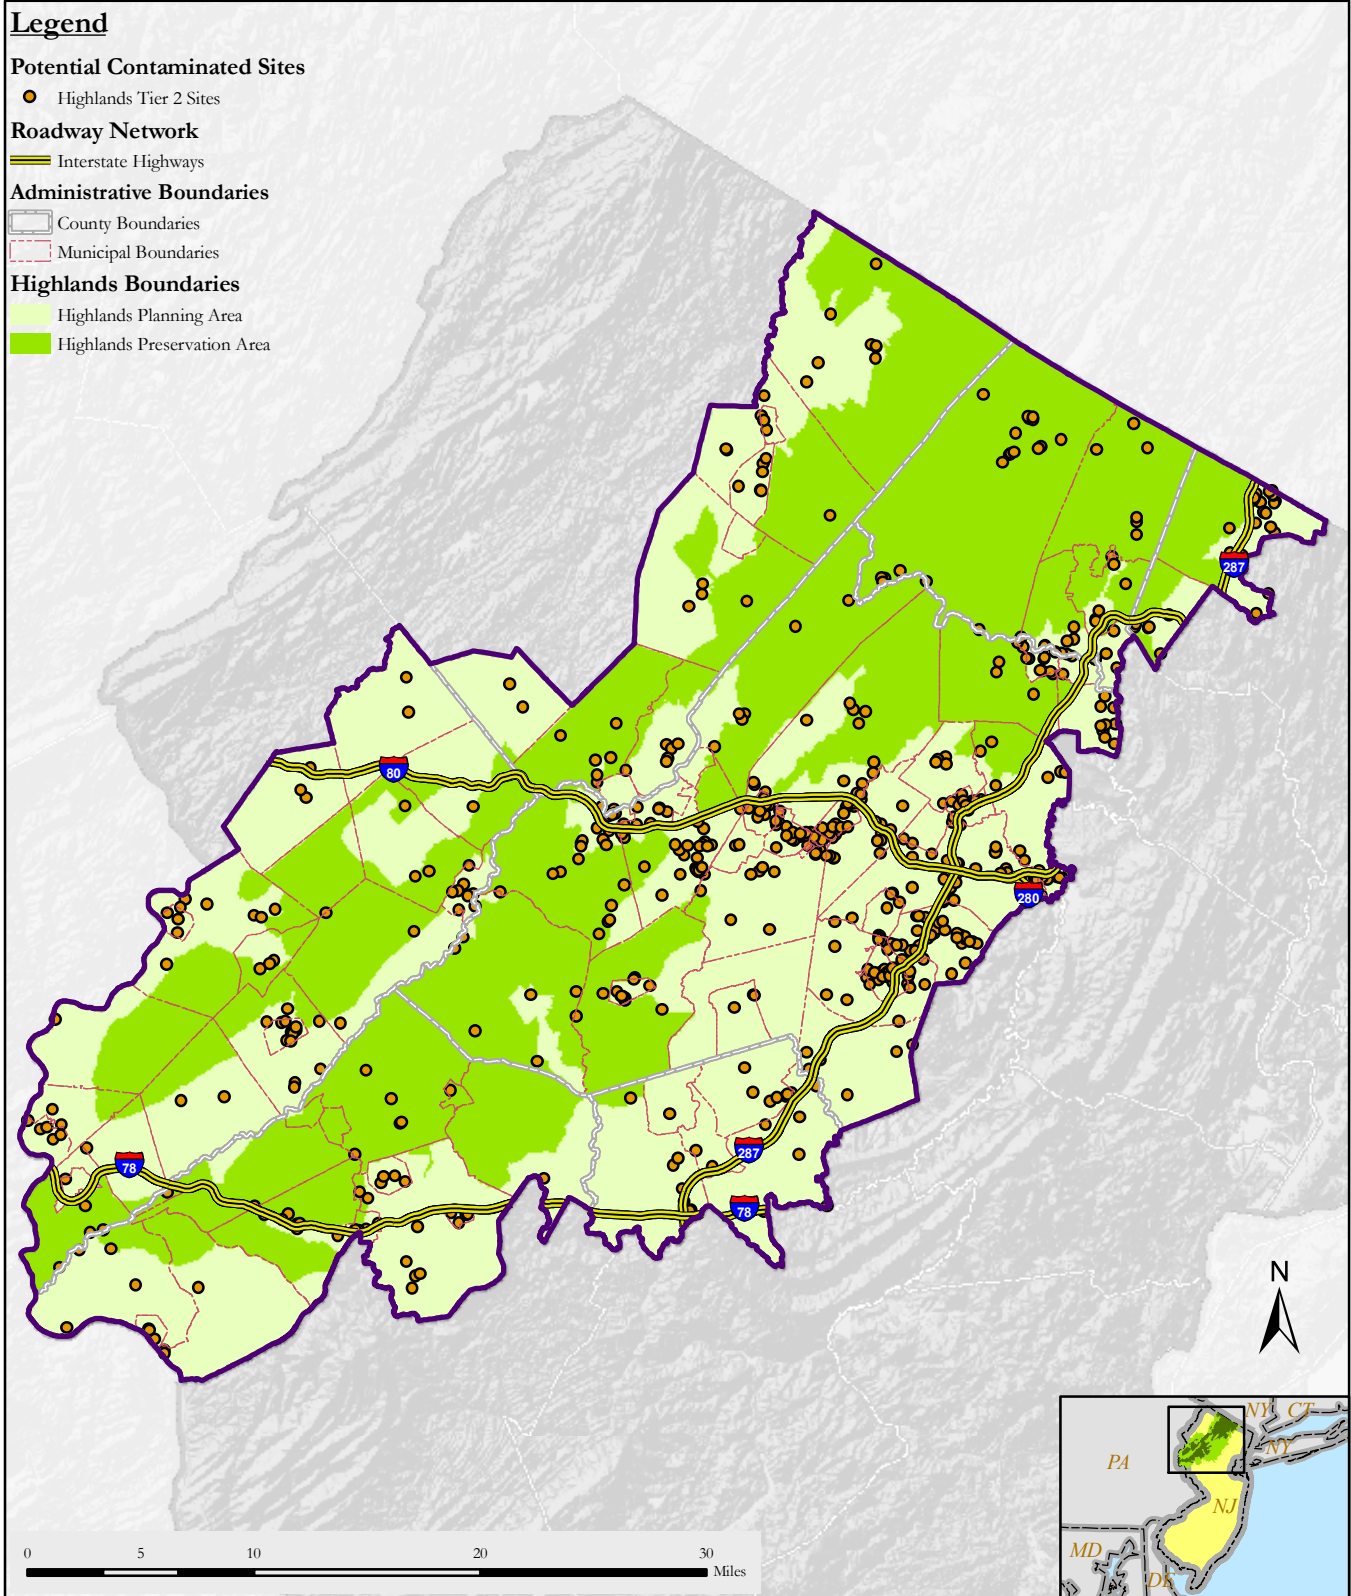 Legend
Potential Contaminated Sites
Highlands Tier 2 Sites
Roadway Network
Interstate Highways
Administrative Boundaries
County Boundaries
Municipal Boundaries
Highlands Boundaries
Highlands Planning Area
Highlands Preservation Area
287
80
280
78
287
78
N
NY
CT
NY
PA
NJ
MD
DE
0 5 10 20 30
Miles